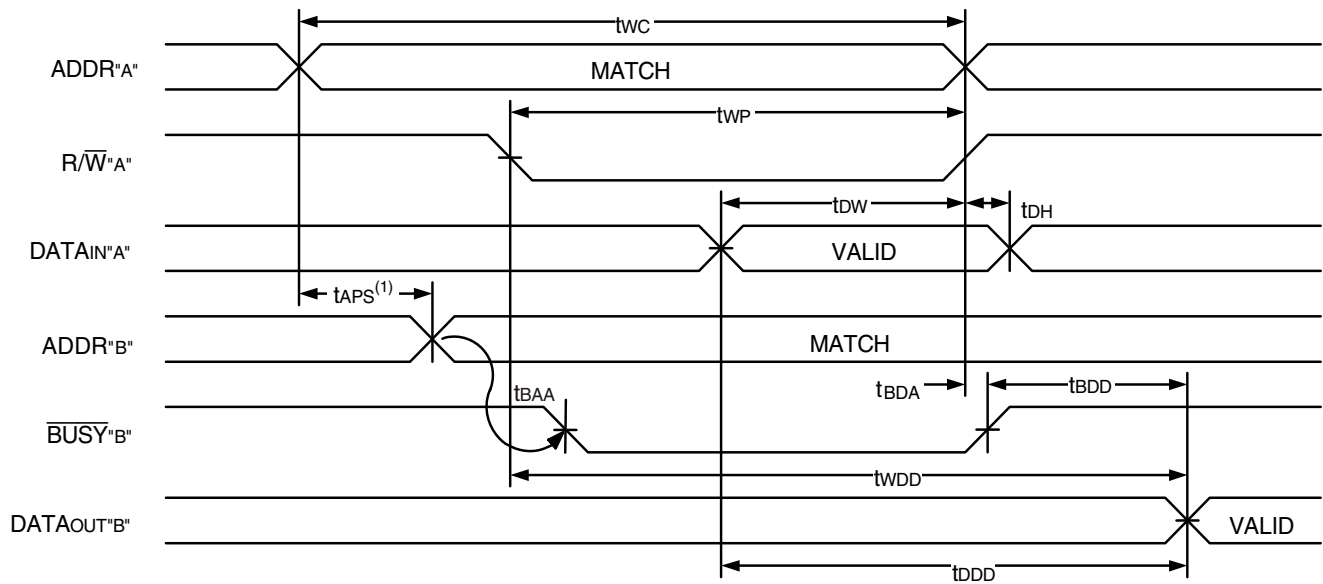 tWC
ADDR"A"
MATCH
tWP
R/W̅"A"
tDW
tDH
DATAIN"A"
VALID
tAPS(1)
ADDR"B"
MATCH
tBAA
tBDA
tBDD
B̅U̅S̅Y̅"B"
tWDD
DATAOUT"B"
VALID
tDDD